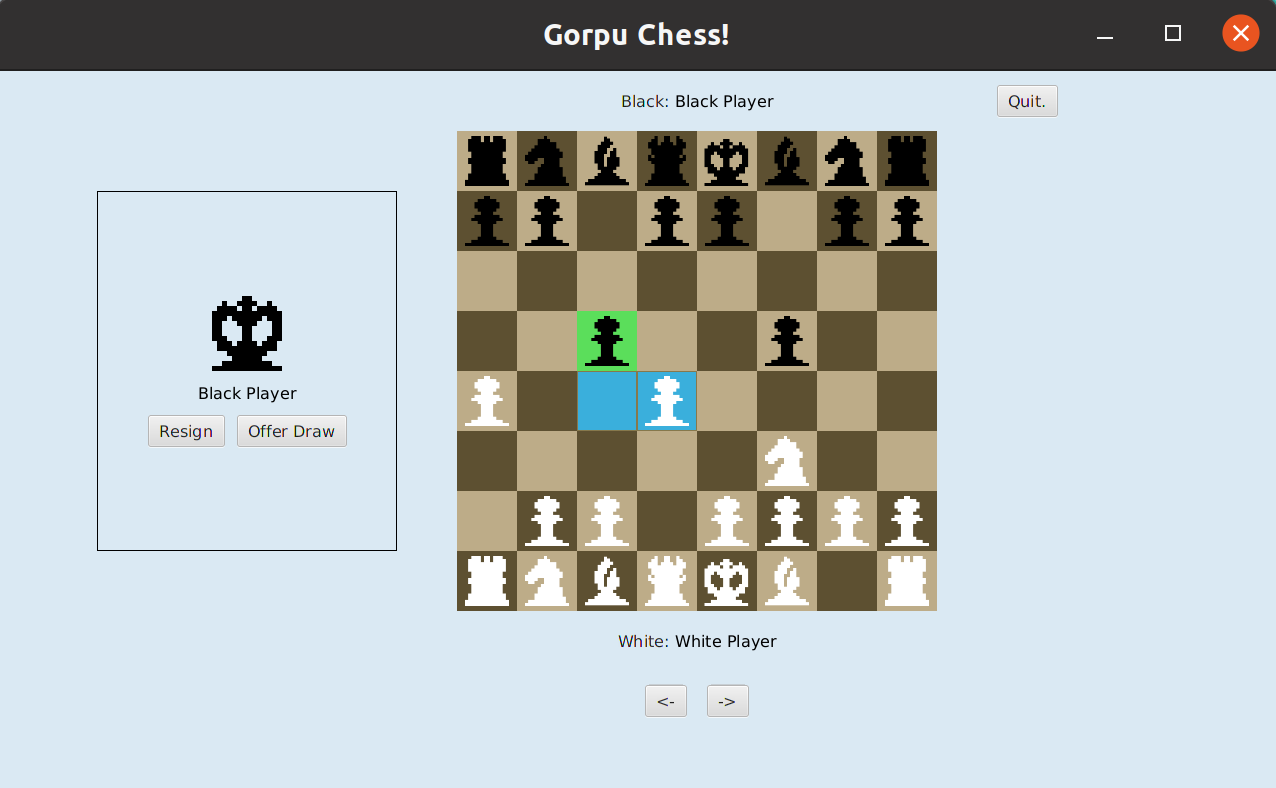 Gorpu Chess!
Black: Black Player
Quit.
Black Player
Resign
Offer Draw
White: White Player
<-
->